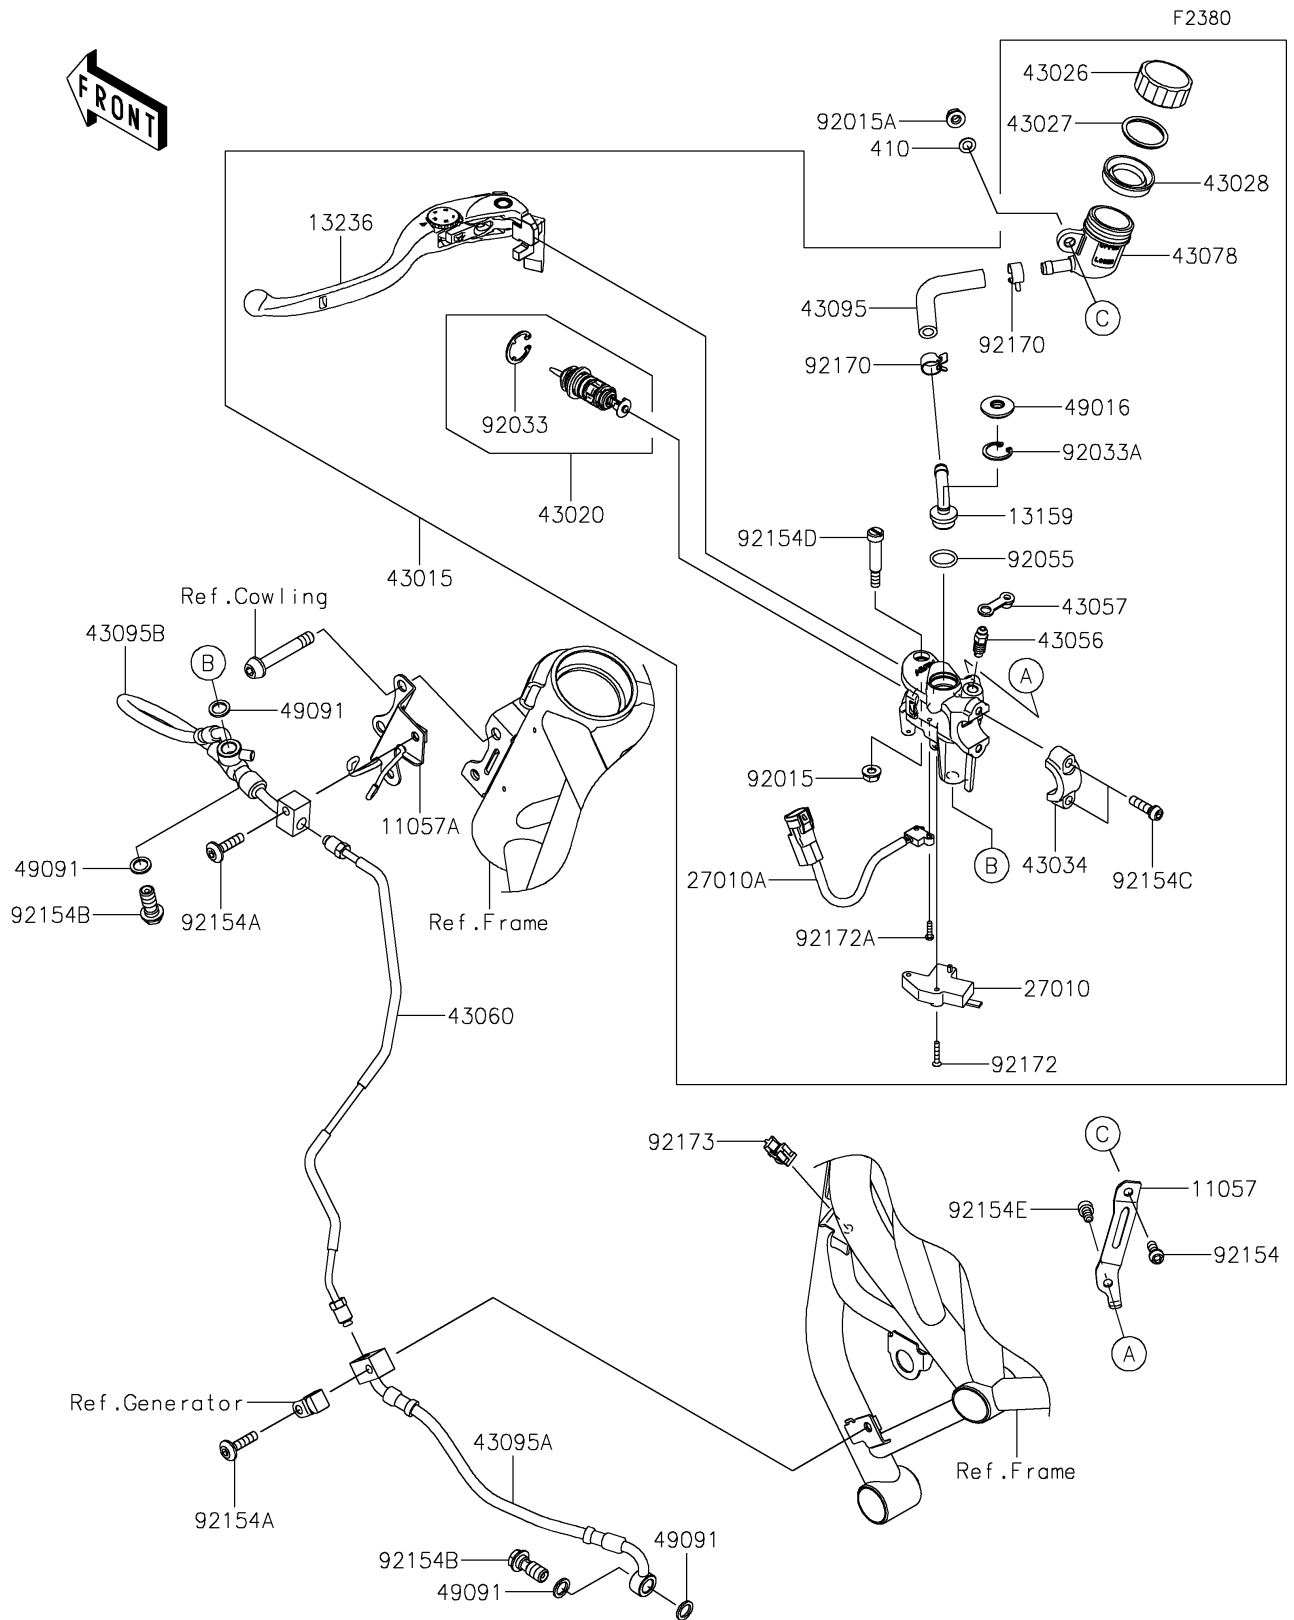 F2380
FRONT
43026
92015A
43027
410
43028
13236
43078
43095
C
92170
92170
49016
92033
92033A
43020
13159
92154D
92055
43015
Ref.Cowling
43057
43095B
43056
B
A
49091
92015
11057A
B
43034
49091
27010A
92154C
92154B
92154A
Ref.Frame
92172A
27010
43060
92172
C
92173
11057
92154E
92154
A
Ref.Generator
43095A
Ref.Frame
92154A
49091
92154B
49091